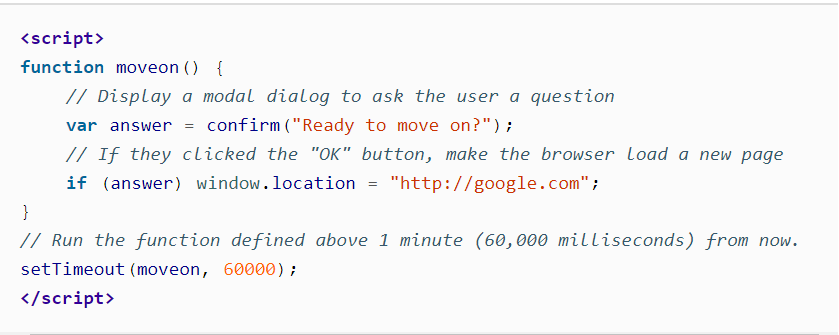 <script>
function moveon() {
    // Display a modal dialog to ask the user a question
    var answer = confirm("Ready to move on?");
    // If they clicked the "OK" button, make the browser load a new page
    if (answer) window.location = "http://google.com";
}
// Run the function defined above 1 minute (60,000 milliseconds) from now.
setTimeout(moveon, 60000);
</script>